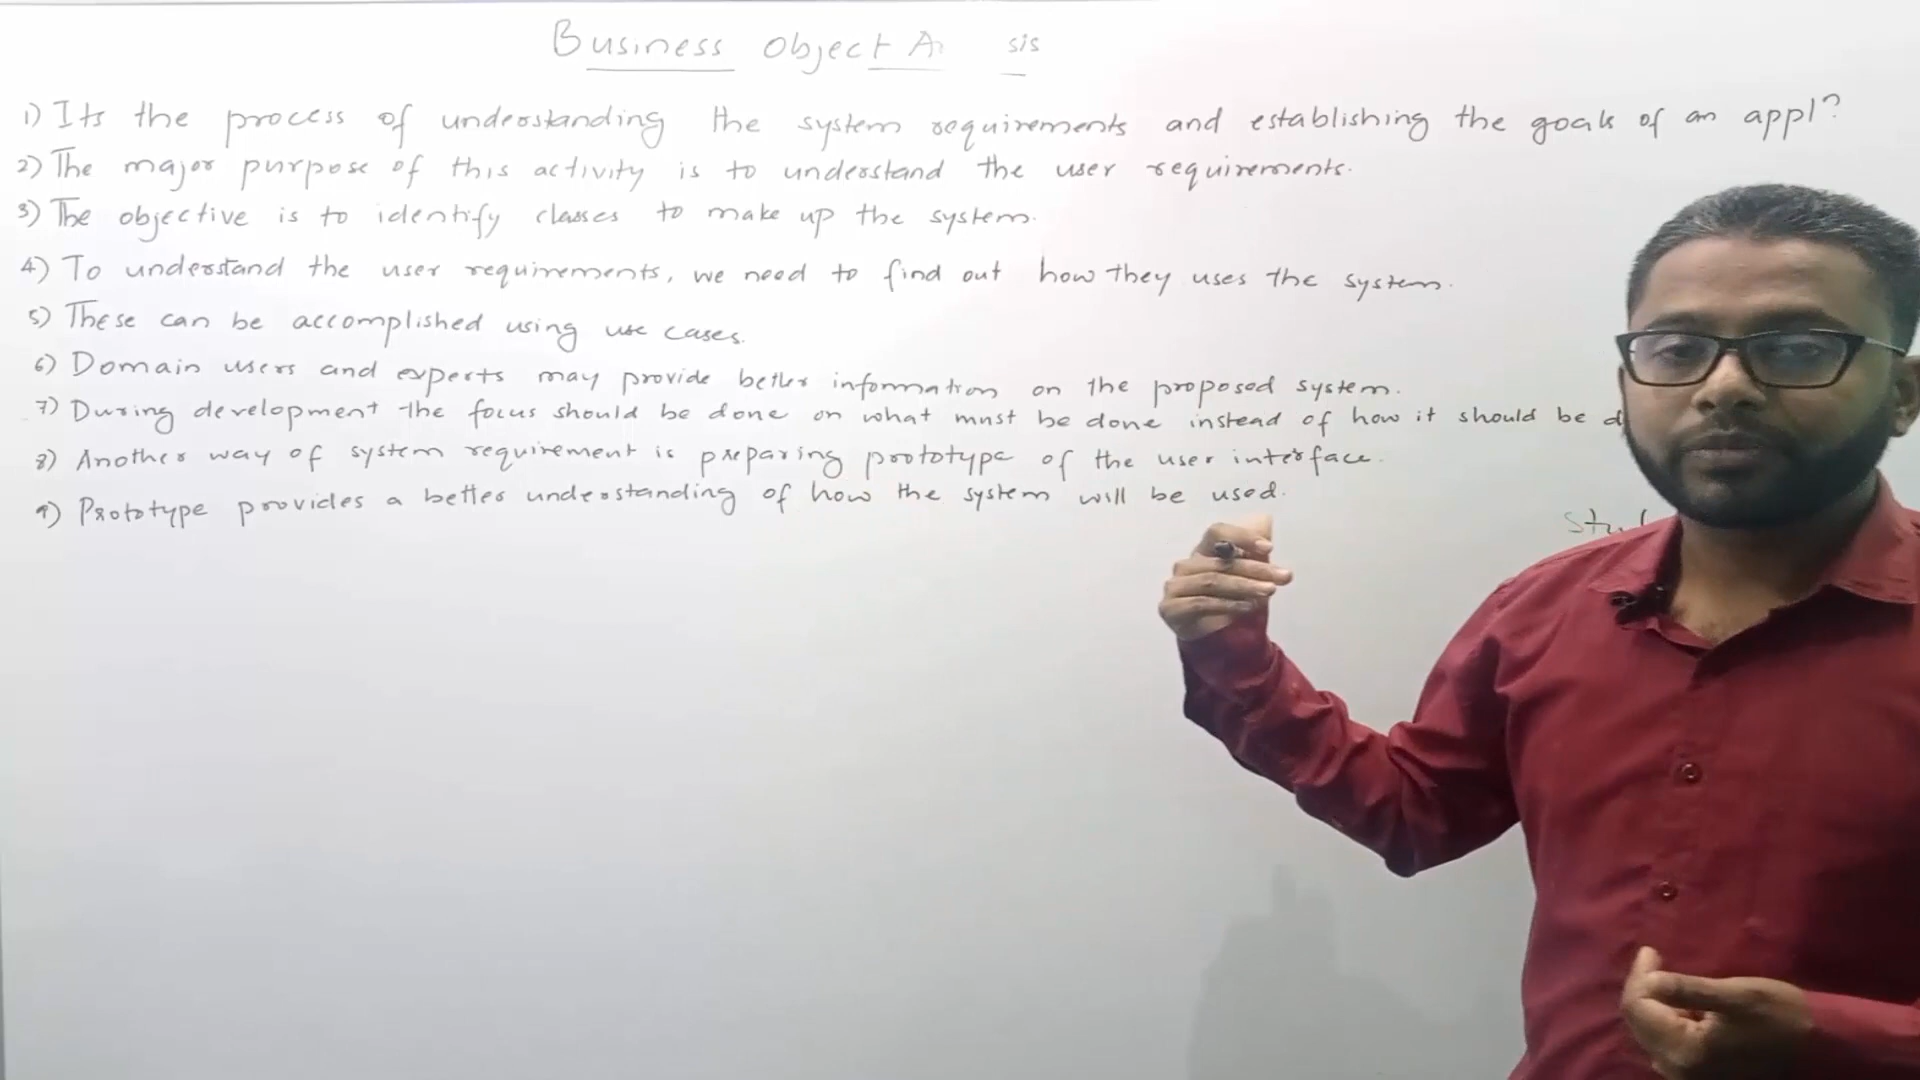 Business Object A sis
1) Its the process of understanding the system requirements and establishing the goals of an appl?
2) The major purpose of this activity is to understand the user requirements.
3) The objective is to identify classes to make up the system.
4) To understand the user requirements, we need to find out how they uses the system.
5) These can be accomplished using use cases.
6) Domain users and experts may provide better information on the proposed system.
7) During development the focus should be done on what must be done instead of how it should be d
8) Another way of system requirement is preparing prototype of the user interface.
9) Prototype provides a better understanding of how the system will be used.